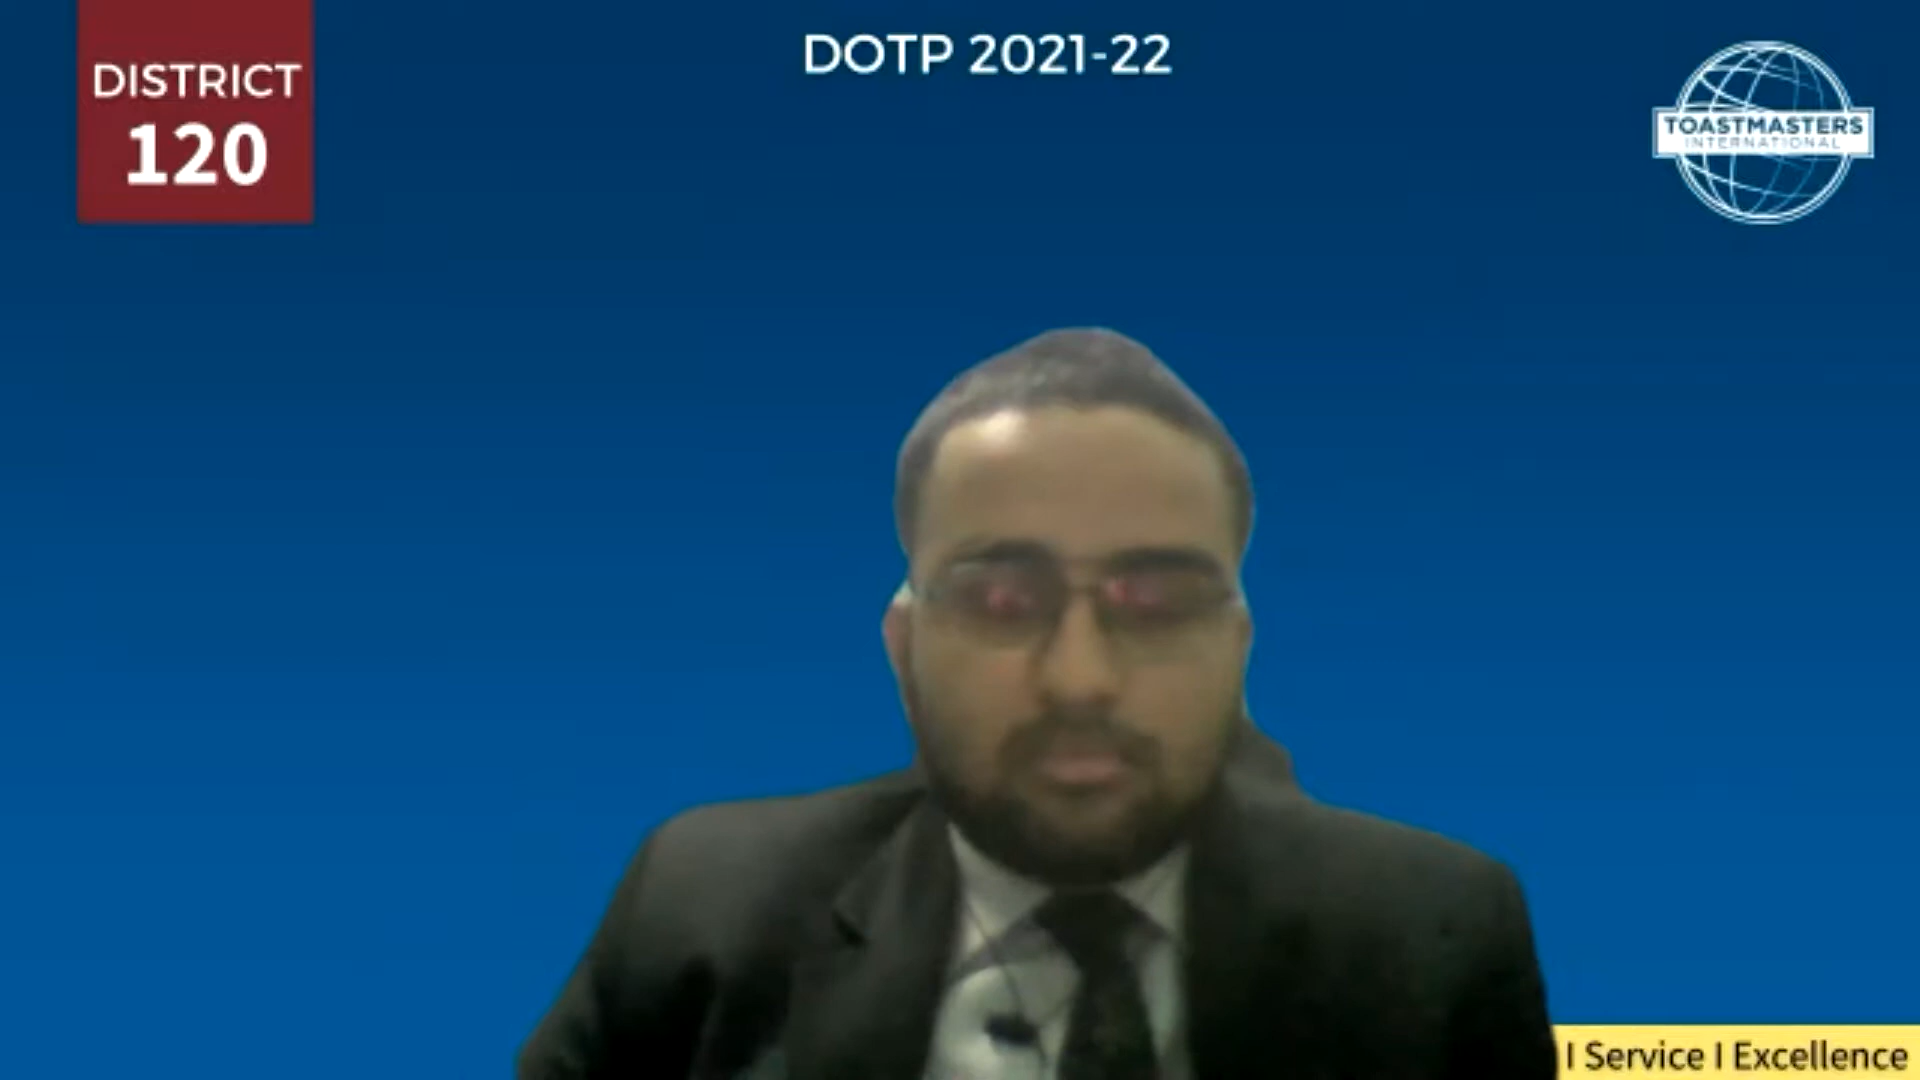 DISTRICT
120
DOTP 2021-22
TOASTMASTERS
INTERNATIONAL
I Service I Excellence